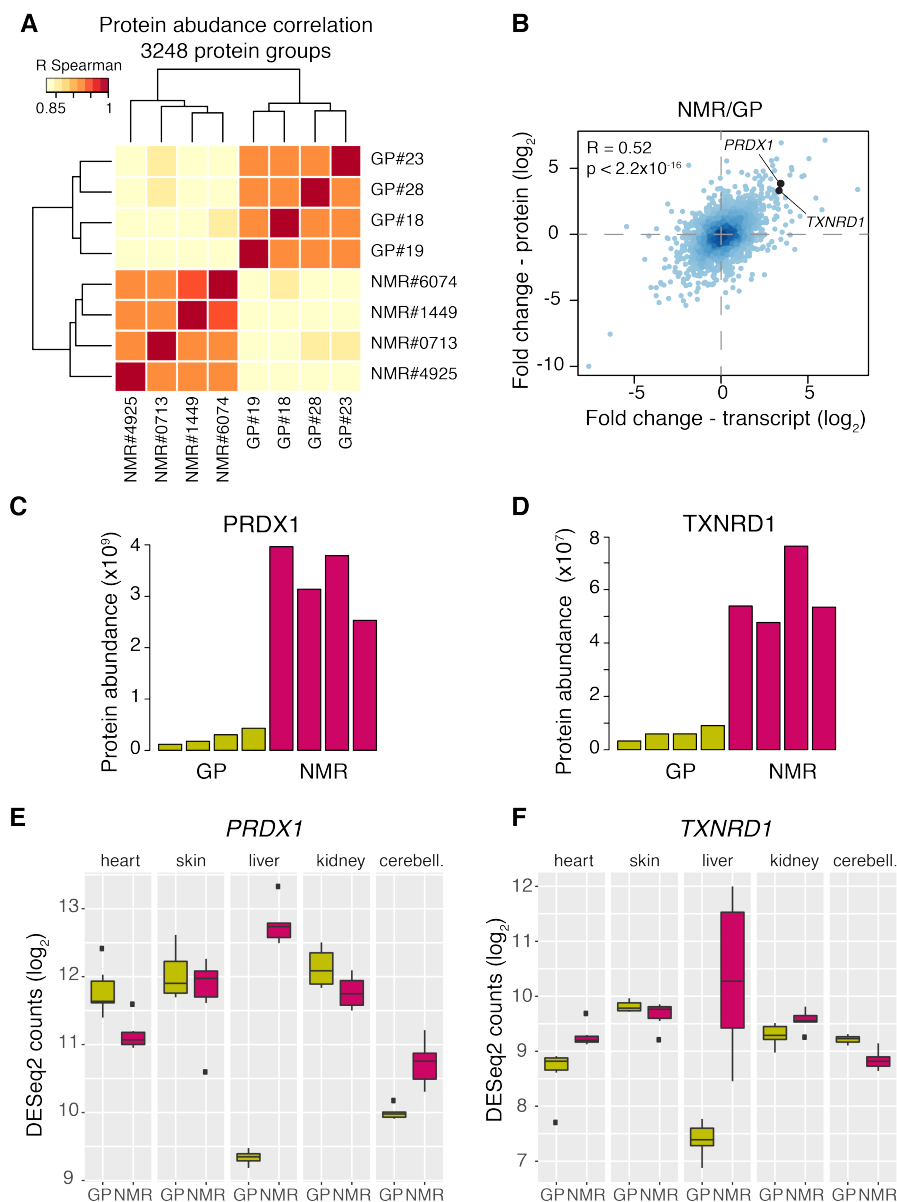 A
Protein abudance correlation
3248 protein groups
R Spearman
0.85 1
GP#23
GP#28
GP#18
GP#19
NMR#6074
NMR#1449
NMR#0713
NMR#4925
NMR#4925
NMR#0713
NMR#1449
NMR#6074
GP#19
GP#18
GP#28
GP#23
B
NMR/GP
R = 0.52
p < 2.2x10-16
PRDX1
TXNRD1
Fold change - protein (log2)
5
0
-5
-10
-5 0 5
Fold change - transcript (log2)
C
PRDX1
Protein abundance (x10⁹)
4
3
2
1
0
GP NMR
D
TXNRD1
Protein abundance (x10⁷)
8
6
4
2
0
GP NMR
E
PRDX1
heart skin liver kidney cerebell.
DESeq2 counts (log2)
13
12
11
10
9
GP NMR GP NMR GP NMR GP NMR GP NMR
F
TXNRD1
heart skin liver kidney cerebell.
DESeq2 counts (log2)
12
11
10
9
8
7
GP NMR GP NMR GP NMR GP NMR GP NMR